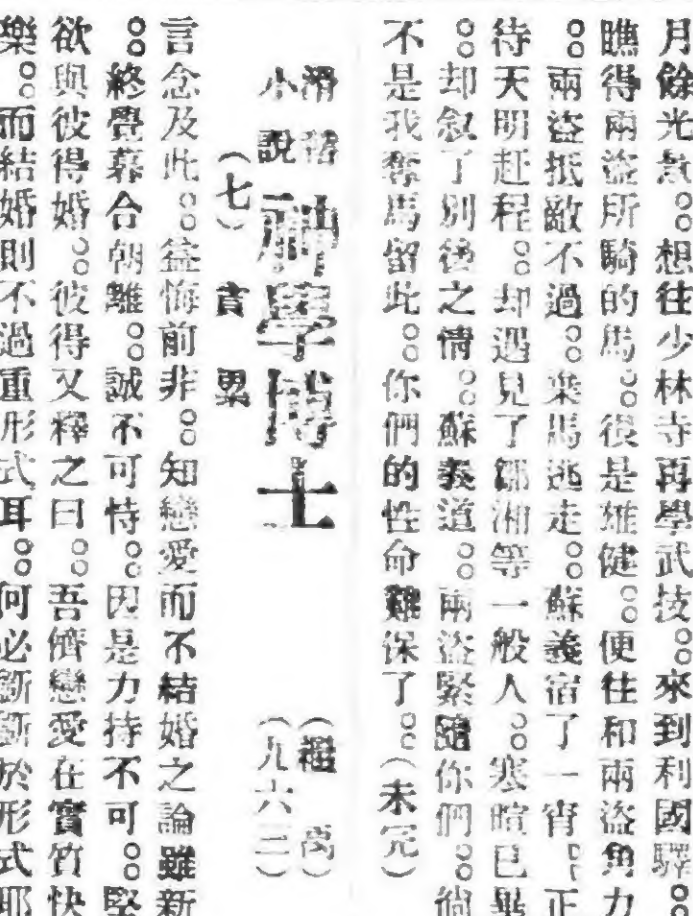 月餘光景。想往少林寺再學武技。來到利國驛。
瞧得兩盜所騎的馬。很是雄健。便往和兩盜角力
。兩盜抵敵不過。棄馬逃走。蘇義宿了一宵。正
待天明赶程。却遇見了鄒湘等一般人。寒暄已畢
。却叙了別後之情。蘇義道。兩盜緊隨你們。徜
不是我奪馬留此。你們的性命難保了。(未完)
滑稽小說
神學博士
(九六二)
(七)責 累
言念及此。益悔前非。知戀愛而不結婚之論雖新
。終覺暮合朝離。誠不可恃。因是力持不可。堅
欲與彼得婚。彼得又釋之曰。吾儕戀愛在實質快
樂。而結婚則不過重形式耳。何必斷斷於形式耶